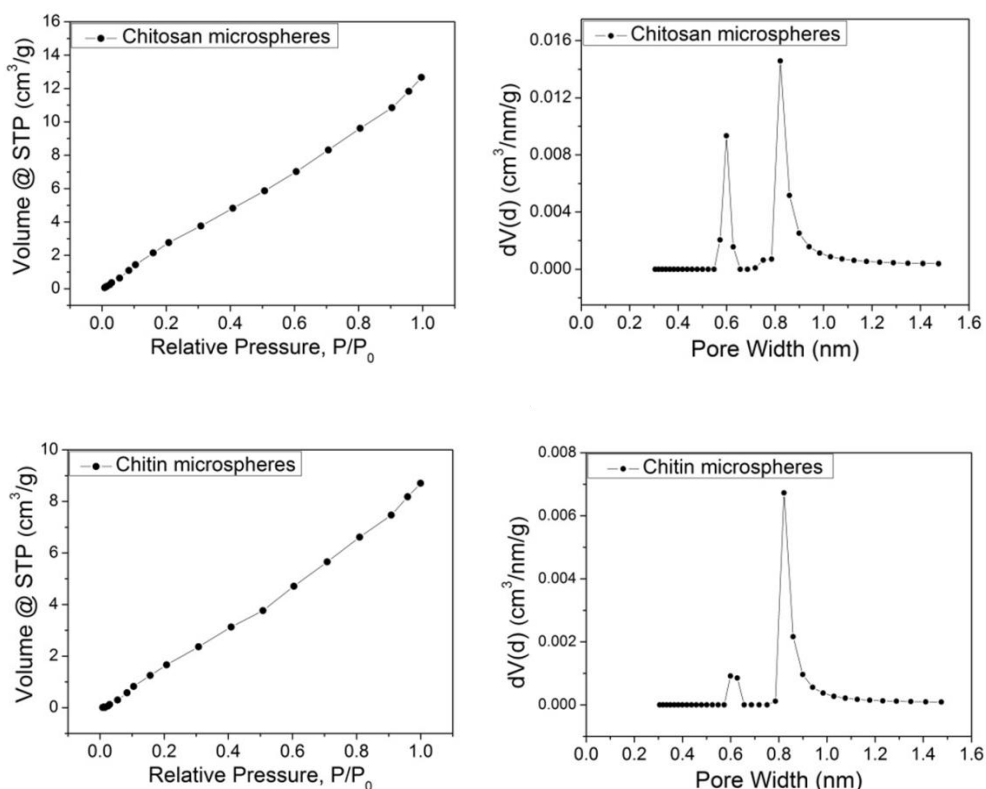 Chitosan microspheres
Volume @ STP (cm³/g)
16
14
12
10
8
6
4
2
0
0.0 0.2 0.4 0.6 0.8 1.0
Relative Pressure, P/P₀
Chitosan microspheres
dV(d) (cm³/nm/g)
0.016
0.012
0.008
0.004
0.000
0.0 0.2 0.4 0.6 0.8 1.0 1.2 1.4 1.6
Pore Width (nm)
Chitin microspheres
Volume @ STP (cm³/g)
10
8
6
4
2
0
0.0 0.2 0.4 0.6 0.8 1.0
Relative Pressure, P/P₀
Chitin microspheres
dV(d) (cm³/nm/g)
0.008
0.006
0.004
0.002
0.000
0.0 0.2 0.4 0.6 0.8 1.0 1.2 1.4 1.6
Pore Width (nm)